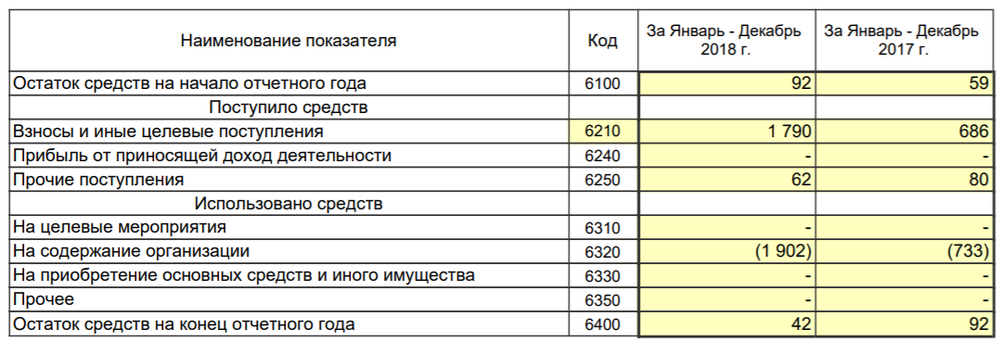 Наименование показателя Код За Январь - Декабрь 2018 г. За Январь - Декабрь 2017 г.
Остаток средств на начало отчетного года 6100 92 59
Поступило средств
Взносы и иные целевые поступления 6210 1 790 686
Прибыль от приносящей доход деятельности 6240 - -
Прочие поступления 6250 62 80
Использовано средств
На целевые мероприятия 6310 - -
На содержание организации 6320 (1 902) (733)
На приобретение основных средств и иного имущества 6330 - -
Прочее 6350 - -
Остаток средств на конец отчетного года 6400 42 92